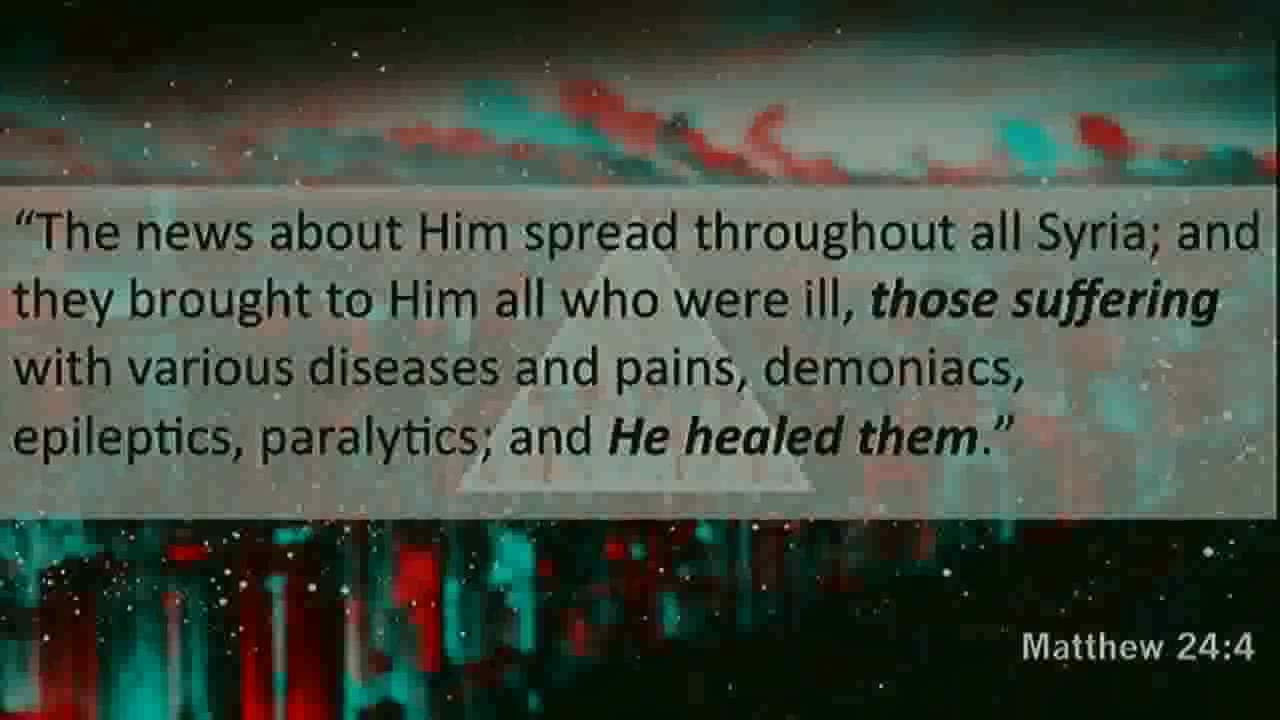 “The news about Him spread throughout all Syria; and
they brought to Him all who were ill, those suffering
with various diseases and pains, demoniacs,
epileptics, paralytics; and He healed them.”
Matthew 24:4